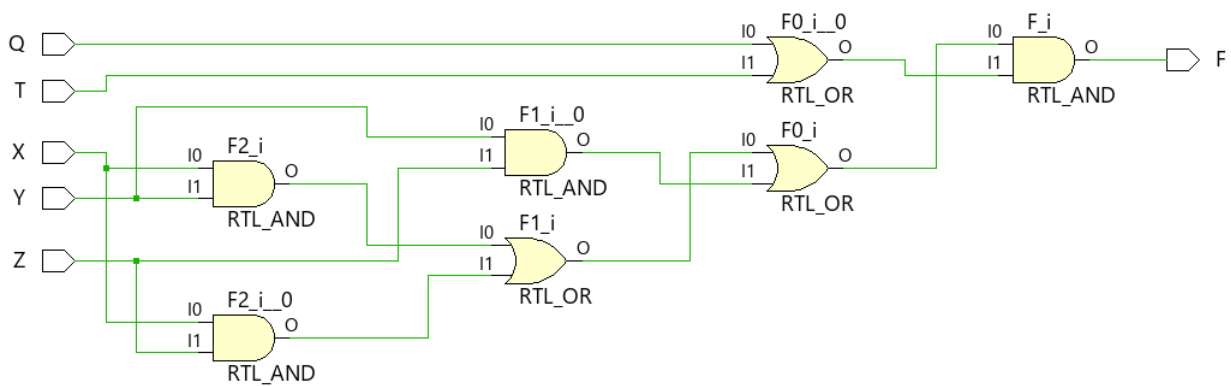 F0_i__0
F_i
Q
I0
O
I0
O
F
T
I1
I1
RTL_OR
RTL_AND
F1_i__0
X
F2_i
I0
O
F0_i
I0
O
I0
O
I1
I1
Y
I1
RTL_AND
RTL_AND
F1_i
RTL_OR
I0
O
Z
I1
F2_i__0
RTL_OR
I0
O
I1
RTL_AND